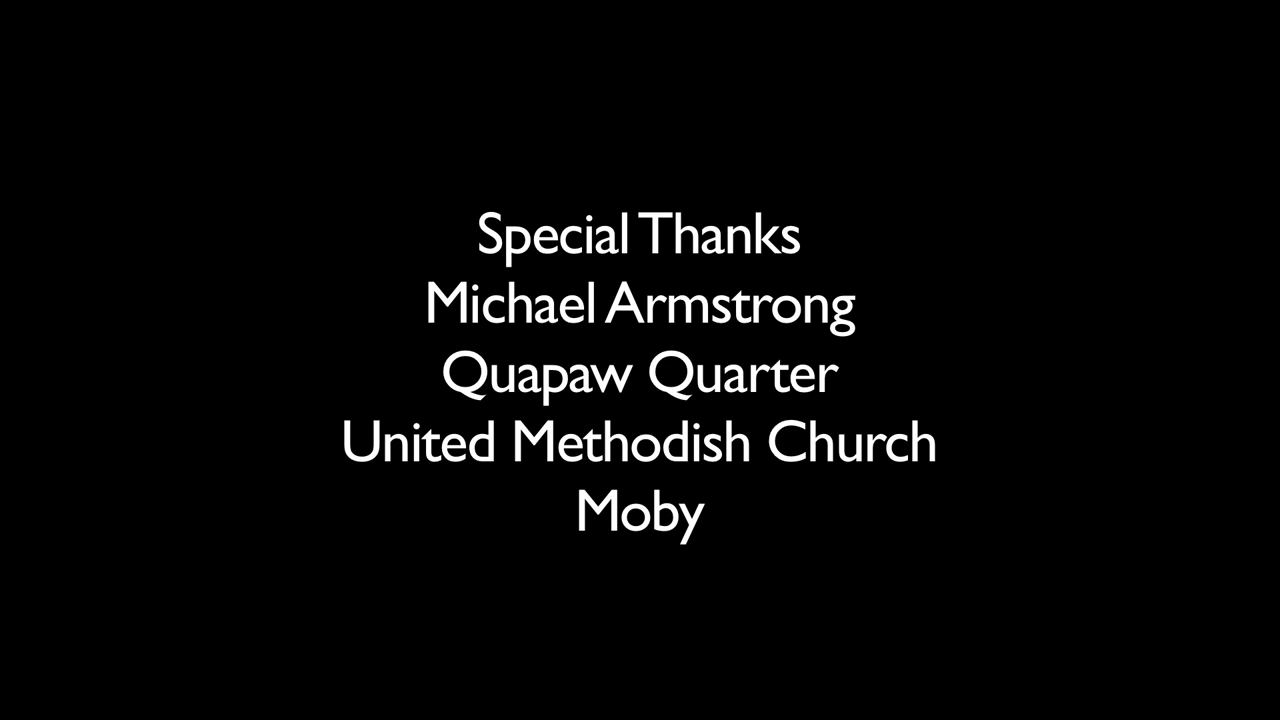 Special Thanks
Michael Armstrong
Quapaw Quarter
United Methodish Church
Moby